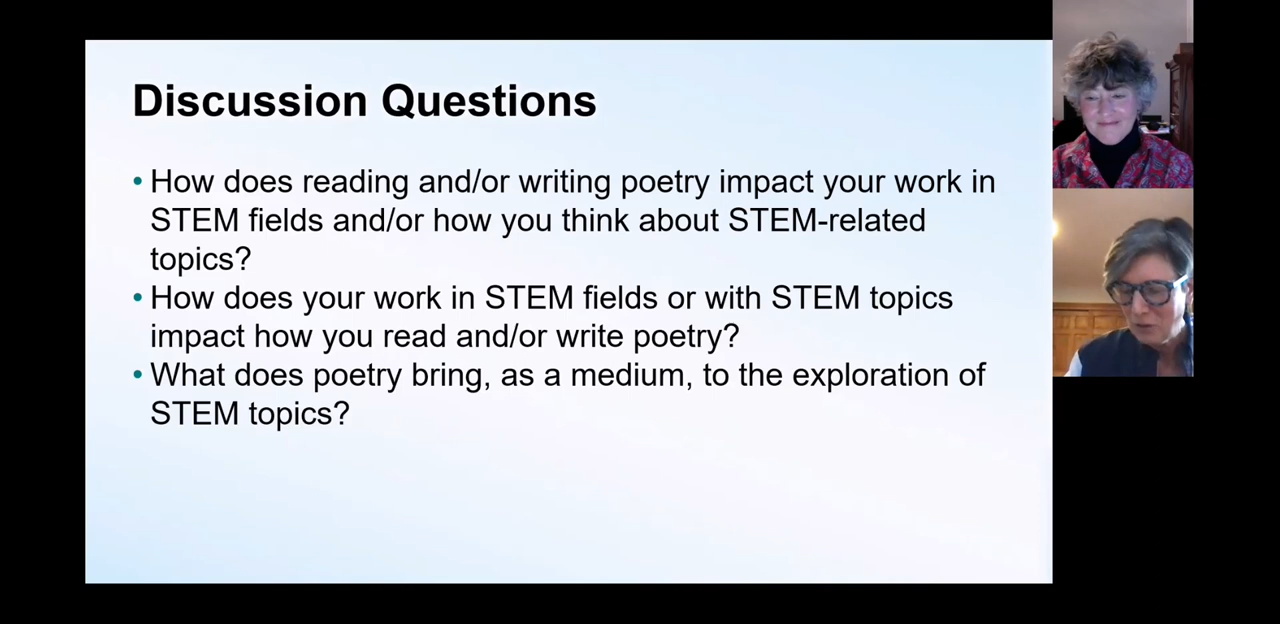 Discussion Questions
• How does reading and/or writing poetry impact your work in
STEM fields and/or how you think about STEM-related
topics?
• How does your work in STEM fields or with STEM topics
impact how you read and/or write poetry?
• What does poetry bring, as a medium, to the exploration of
STEM topics?